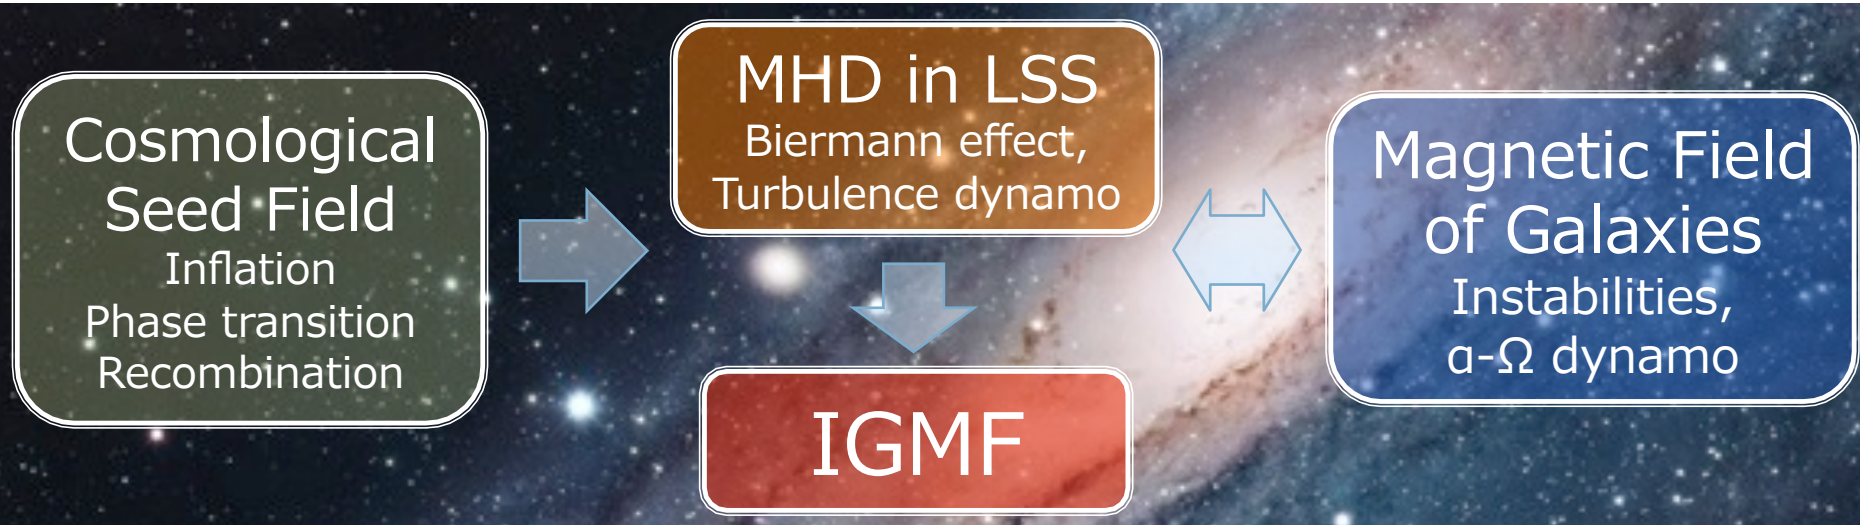 Cosmological
Seed Field
Inflation
Phase transition
Recombination
MHD in LSS
Biermann effect,
Turbulence dynamo
IGMF
Magnetic Field
of Galaxies
Instabilities,
α-Ω dynamo